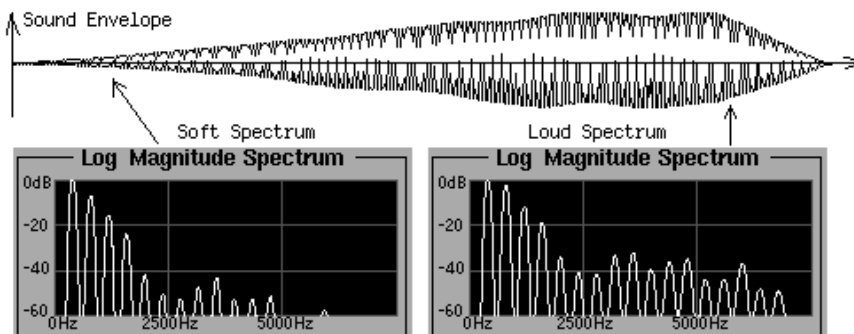 Sound Envelope
Soft Spectrum
Loud Spectrum
Log Magnitude Spectrum
0dB
-20
-40
-60
0Hz
2500Hz
5000Hz
Log Magnitude Spectrum
0dB
-20
-40
-60
0Hz
2500Hz
5000Hz